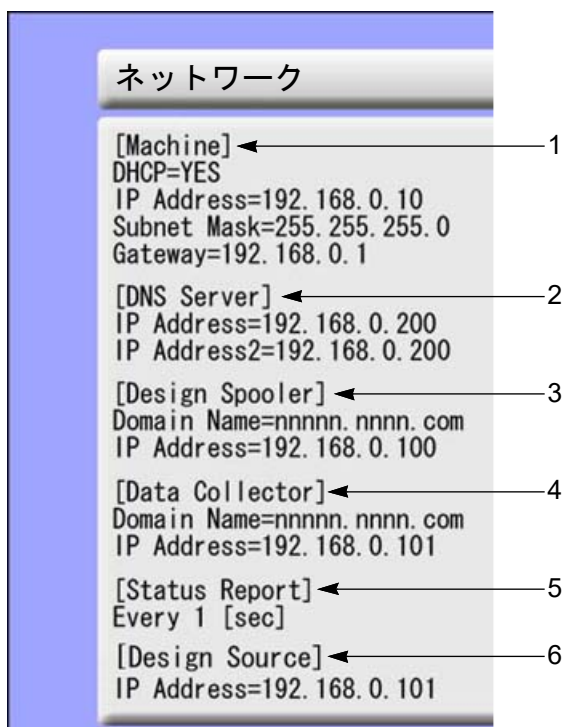 ネットワーク
[Machine] 1
DHCP=YES
IP Address=192.168.0.10
Subnet Mask=255.255.255.0
Gateway=192.168.0.1
[DNS Server] 2
IP Address=192.168.0.200
IP Address2=192.168.0.200
[Design Spooler] 3
Domain Name=nnnnn.nnnn.com
IP Address=192.168.0.100
[Data Collector] 4
Domain Name=nnnnn.nnnn.com
IP Address=192.168.0.101
[Status Report] 5
Every 1 [sec]
[Design Source] 6
IP Address=192.168.0.101